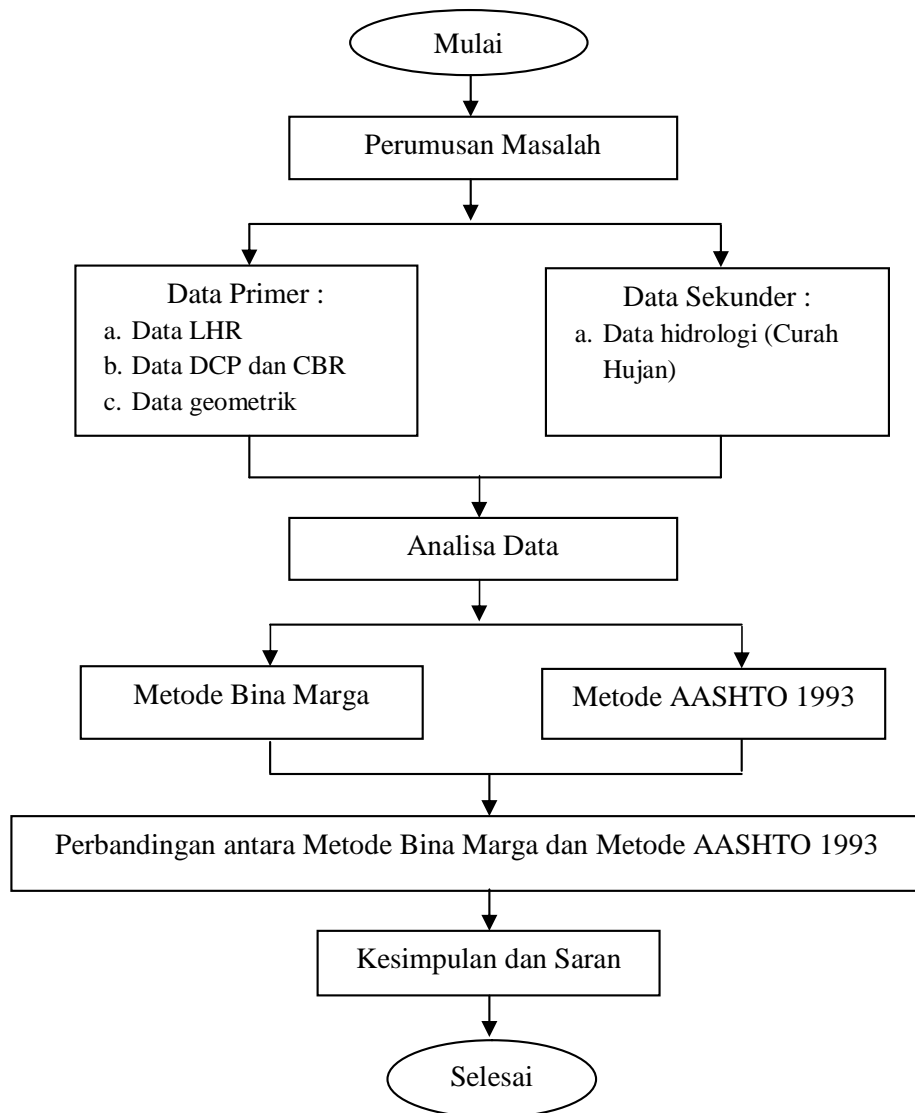 Mulai
Perumusan Masalah
Data Primer :
a. Data LHR
b. Data DCP dan CBR
c. Data geometrik
Data Sekunder :
a. Data hidrologi (Curah
Hujan)
Analisa Data
Metode Bina Marga
Metode AASHTO 1993
Perbandingan antara Metode Bina Marga dan Metode AASHTO 1993
Kesimpulan dan Saran
Selesai